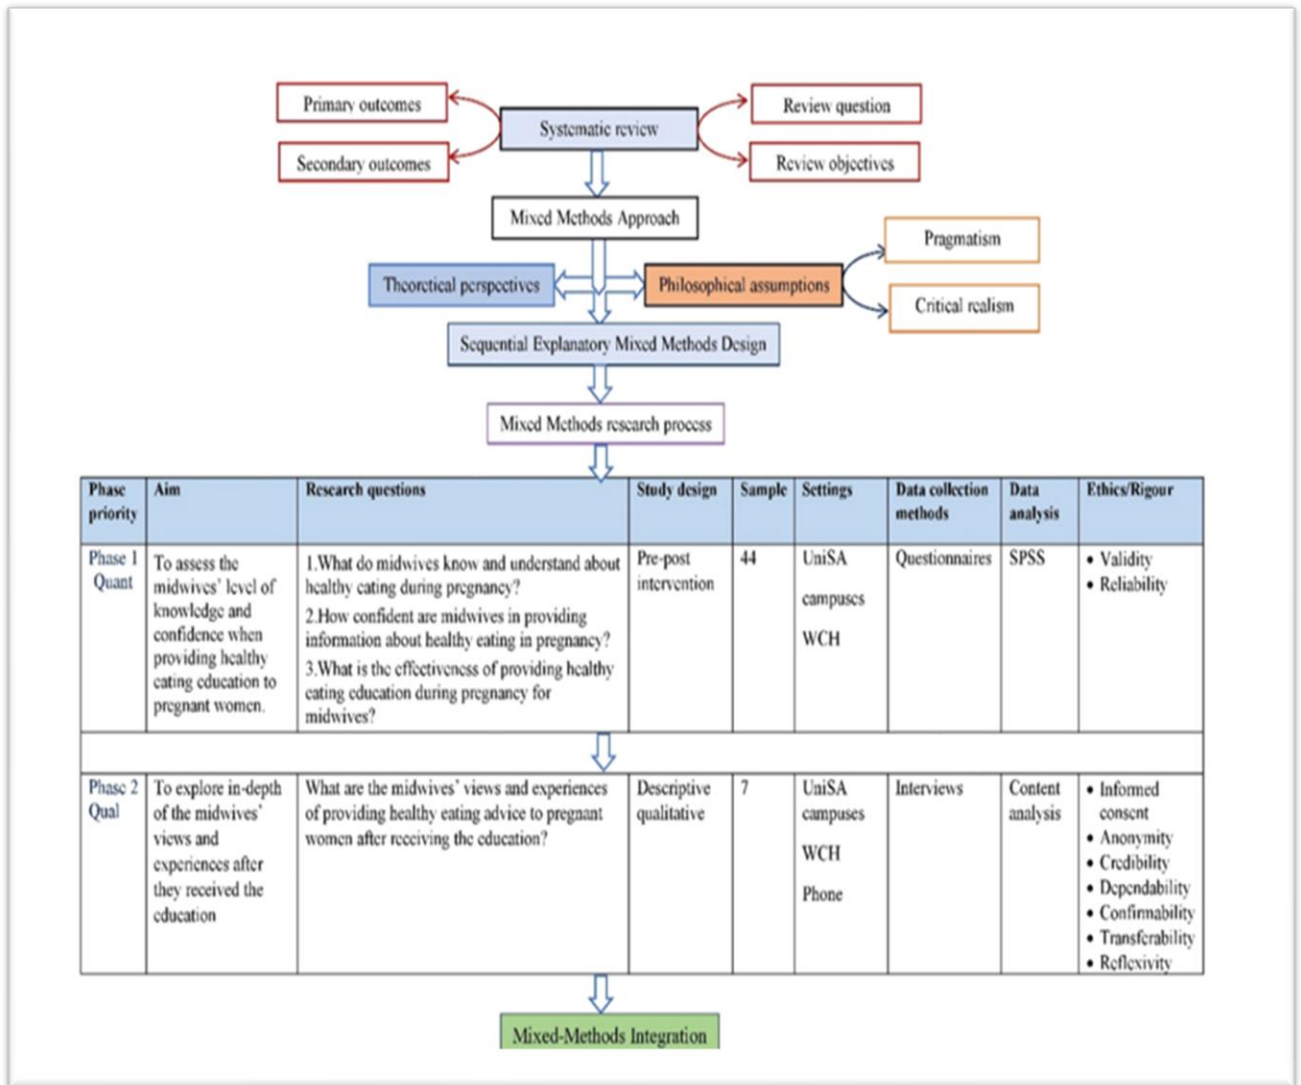 Primary outcomes
Systematic review
Review question
Secondary outcomes
Review objectives
Mixed Methods Approach
Pragmatism
Theoretical perspectives
Philosophical assumptions
Critical realism
Sequential Explanatory Mixed Methods Design
Mixed Methods research process
Phase
priority
Aim
Research questions
Study design
Sample
Settings
Data collection
methods
Data
analysis
Ethics/Rigour
Phase 1
Quant
To assess the
midwives' level of
knowledge and
confidence when
providing healthy
eating education to
pregnant women.
1.What do midwives know and understand about
healthy eating during pregnancy?
2.How confident are midwives in providing
information about healthy eating in pregnancy?
3.What is the effectiveness of providing healthy
eating education during pregnancy for
midwives?
Pre-post
intervention
44
UniSA
campuses
WCH
Questionnaires
SPSS
• Validity
• Reliability
Phase 2
Qual
To explore in-depth
of the midwives'
views and
experiences after
they received the
education
What are the midwives' views and experiences
of providing healthy eating advice to pregnant
women after receiving the education?
Descriptive
qualitative
7
UniSA
campuses
WCH
Phone
Interviews
Content
analysis
• Informed
consent
• Anonymity
• Credibility
• Dependability
• Confirmability
• Transferability
• Reflexivity
Mixed-Methods Integration